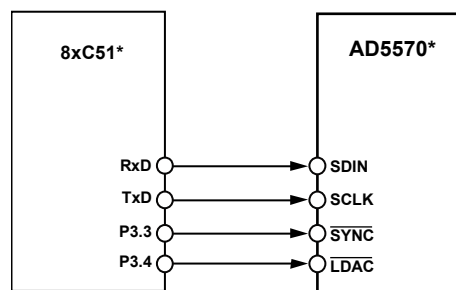 8xC51*
AD5570*
RxD
SDIN
TxD
SCLK
P3.3
SYNC
P3.4
LDAC